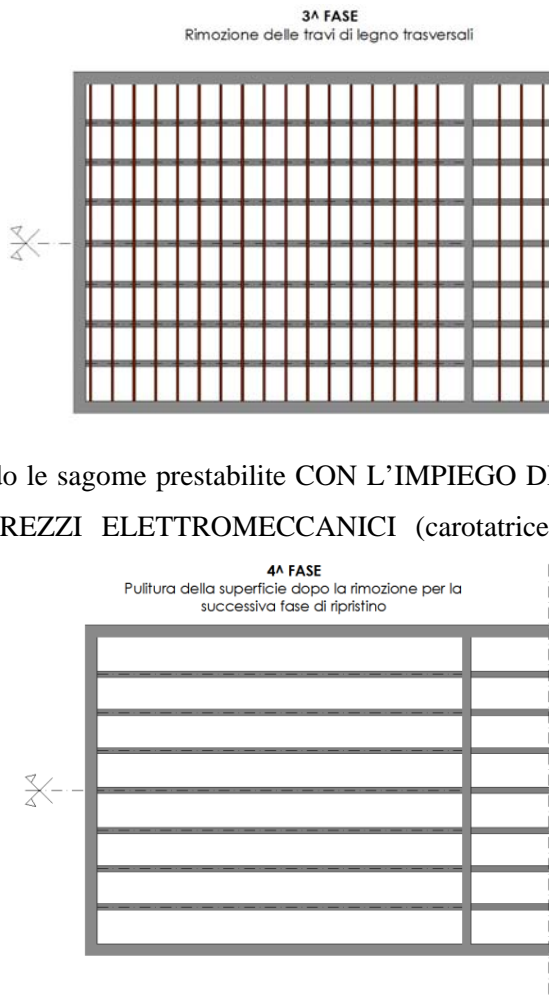 3^ FASE
Rimozione delle travi di legno trasversali
do le sagome prestabilite CON L'IMPIEGO DI
REZZI ELETTROMECCANICI (carotatrice
4^ FASE
Pulitura della superficie dopo la rimozione per la
successiva fase di ripristino